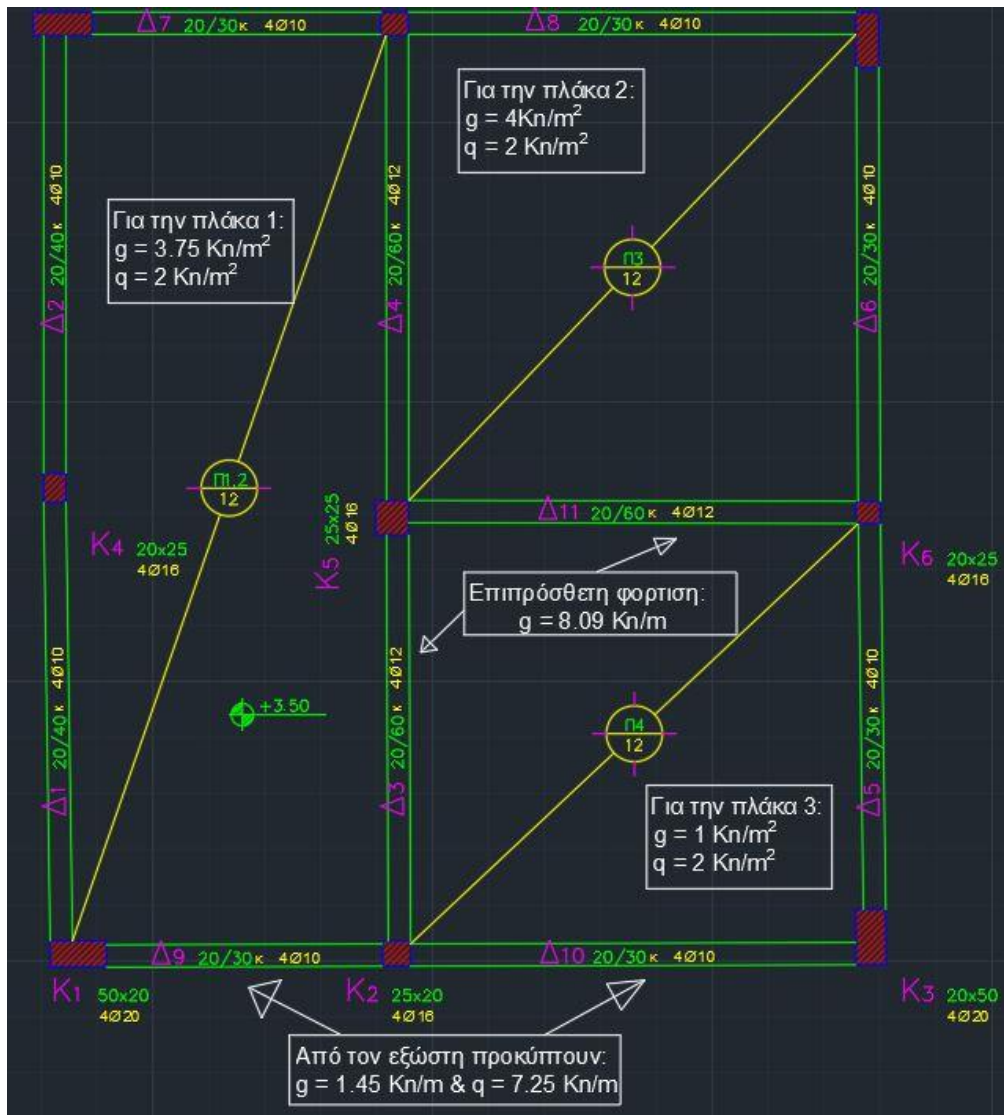 Δ7 20/30κ 4Ø10
Δ8 20/30κ 4Ø10
Για την πλάκα 2:
g = 4Kn/m²
q = 2 Kn/m²
Δ2 20/40κ 4Ø10
Για την πλάκα 1:
g = 3.75 Kn/m²
q = 2 Kn/m²
Δ4 20/60κ 4Ø12
Π3
12
Δ6 20/30κ 4Ø10
Π1,2
12
Δ11 20/60κ 4Ø12
K4 20x25
4Ø16
K5 25x25
4Ø16
K6 20x25
4Ø16
Επιπρόσθετη φορτιση:
g = 8.09 Kn/m
Δ1 20/40κ 4Ø10
+3.50
Δ3 20/60κ 4Ø12
Π4
12
Δ5 20/30κ 4Ø10
Για την πλάκα 3:
g = 1 Kn/m²
q = 2 Kn/m²
Δ9 20/30κ 4Ø10
Δ10 20/30κ 4Ø10
K1 50x20
4Ø20
K2 25x20
4Ø16
K3 20x50
4Ø20
Από τον εξώστη προκύπτουν:
g = 1.45 Kn/m & q = 7.25 Kn/m